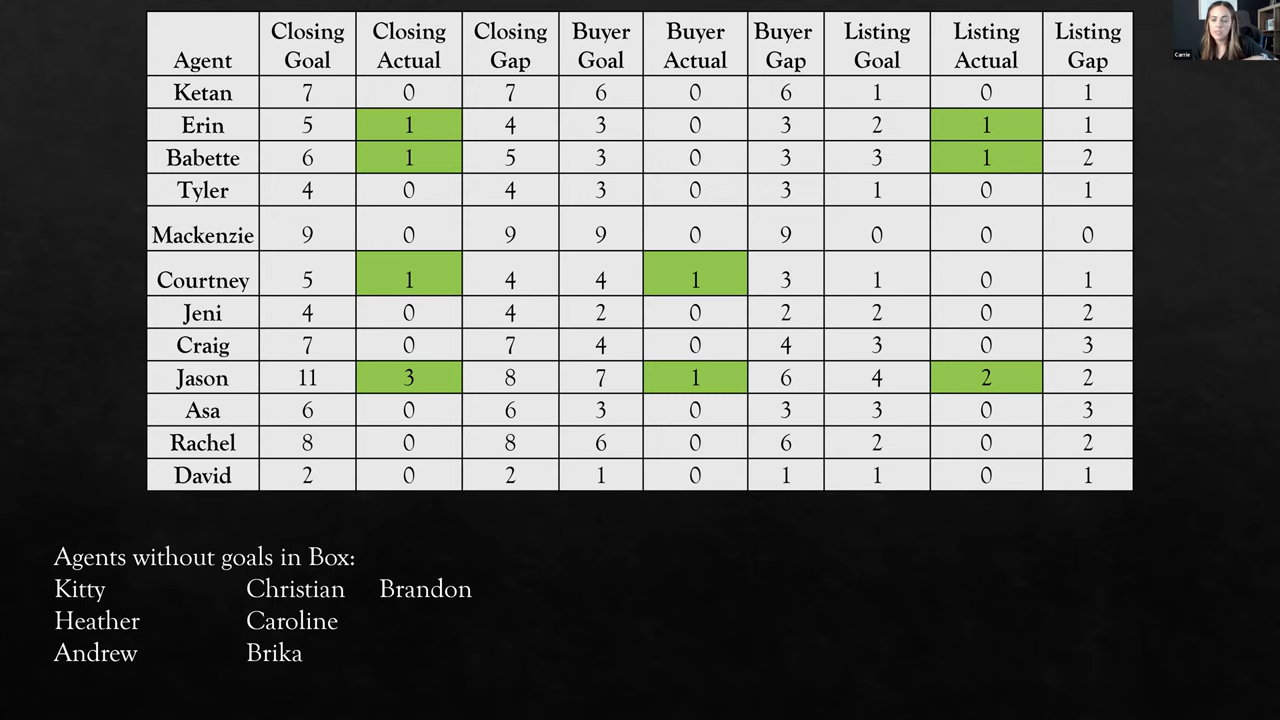 Agent Closing Goal Closing Actual Closing Gap Buyer Goal Buyer Actual Buyer Gap Listing Goal Listing Actual Listing Gap
Ketan 7 0 7 6 0 6 1 0 1
Erin 5 1 4 3 0 3 2 1 1
Babette 6 1 5 3 0 3 3 1 2
Tyler 4 0 4 3 0 3 1 0 1
Mackenzie 9 0 9 9 0 9 0 0 0
Courtney 5 1 4 4 1 3 1 0 1
Jeni 4 0 4 2 0 2 2 0 2
Craig 7 0 7 4 0 4 3 0 3
Jason 11 3 8 7 1 6 4 2 2
Asa 6 0 6 3 0 3 3 0 3
Rachel 8 0 8 6 0 6 2 0 2
David 2 0 2 1 0 1 1 0 1
Agents without goals in Box:
Kitty Christian Brandon
Heather Caroline
Andrew Brika
Carrie